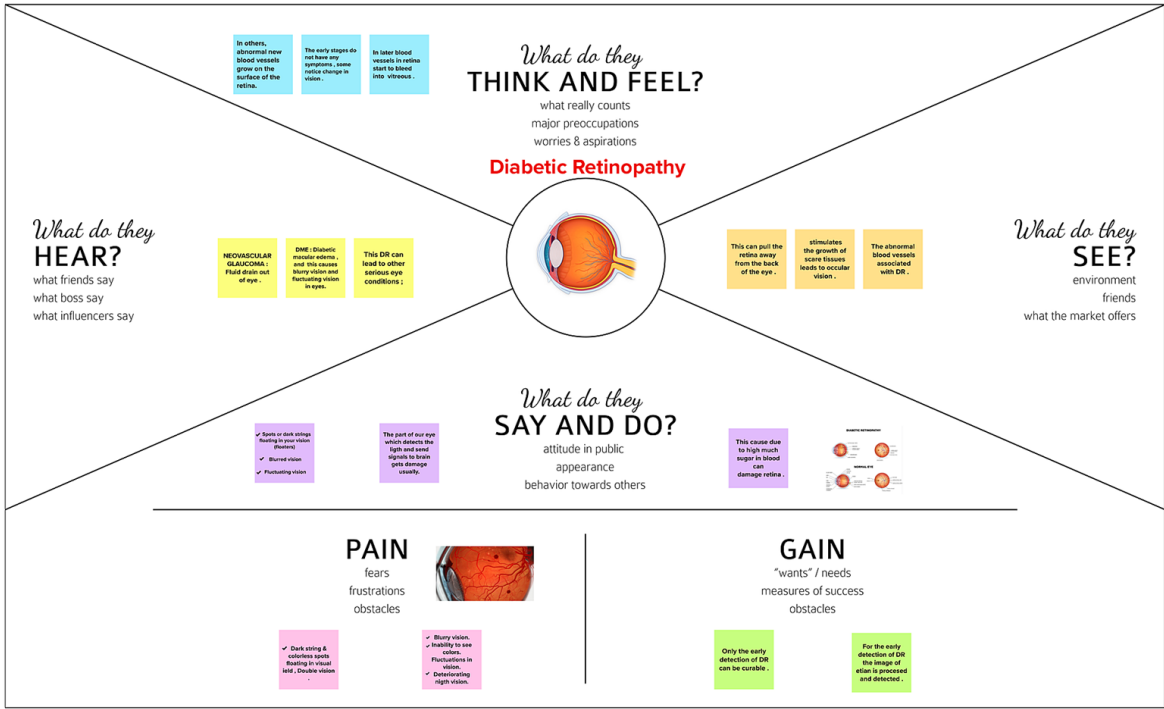 In others,
abnormal new
blood vessels
grow on the
surface of the
retina.
The early stages do
not have any
symptoms , some
notice change in
vision .
In later blood
vessels in retina
start to bleed
into vitreous .
What do they
THINK AND FEEL?
what really counts
major preoccupations
worries & aspirations
Diabetic Retinopathy
What do they
HEAR?
what friends say
what boss say
what influencers say
NEOVASCULAR
GLAUCOMA :
Fluid drain out
of eye .
DME : Diabetic
macular edema ,
and this causes
blurry vision and
fluctuating vision
in eyes.
This DR can
lead to other
serious eye
conditions ;
This can pull the
retina away
from the back
of the eye .
stimulates
the growth of
scare tissues
leads to occular
vision .
The abnormal
blood vessels
associated
with DR .
What do they
SEE?
environment
friends
what the market offers
What do they
SAY AND DO?
attitude in public
appearance
behavior towards others
Spots or dark strings
floating in your vision
(floaters)
Blurred vision
Fluctuating vision
The part of our eye
which detects the
ligth and send
signals to brain
gets damage
usually.
This cause due
to high much
sugar in blood
can
damage retina .
DIABETIC RETINOPATHY
NORMAL EYE
PAIN
fears
frustrations
obstacles
Dark string &
colorless spots
floating in visual
ield , Double vision
.
Blurry vision.
Inability to see
colors.
Fluctuations in
vision.
Deteriorating
nigth vision.
GAIN
"wants" / needs
measures of success
obstacles
Only the early
detection of DR
can be curable .
For the early
detection of DR
the image of
etian is procesed
and detected .